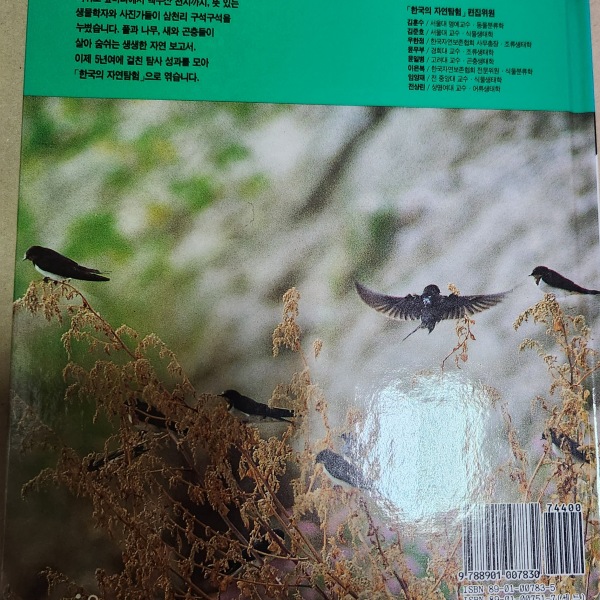 생물학자와 사진가들이 삼천리 구석구석을
누볐습니다. 풀과 나무, 새와 곤충들이
살아 숨쉬는 생생한 자연 보고서.
이제 5년여에 걸친 탐사 성과를 모아
「한국의 자연탐험」으로 엮습니다.
「한국의 자연탐험」 편집위원
김훈수 / 서울대 명예교수 · 동물분류학
김준호 / 서울대 교수 · 식물생태학
우한정 / 한국자연보존협회 사무총장 · 조류생태학
윤무부 / 경희대 교수 · 조류생태학
윤일병 / 고려대 교수 · 곤충생태학
이은복 / 한국자연보존협회 전문위원 · 식물분류학
임양재 / 전 중앙대 교수 · 식물생태학
전상린 / 상명여대 교수 · 어류생태학
74400
9 788901 007830
ISBN 89-01-00783-5